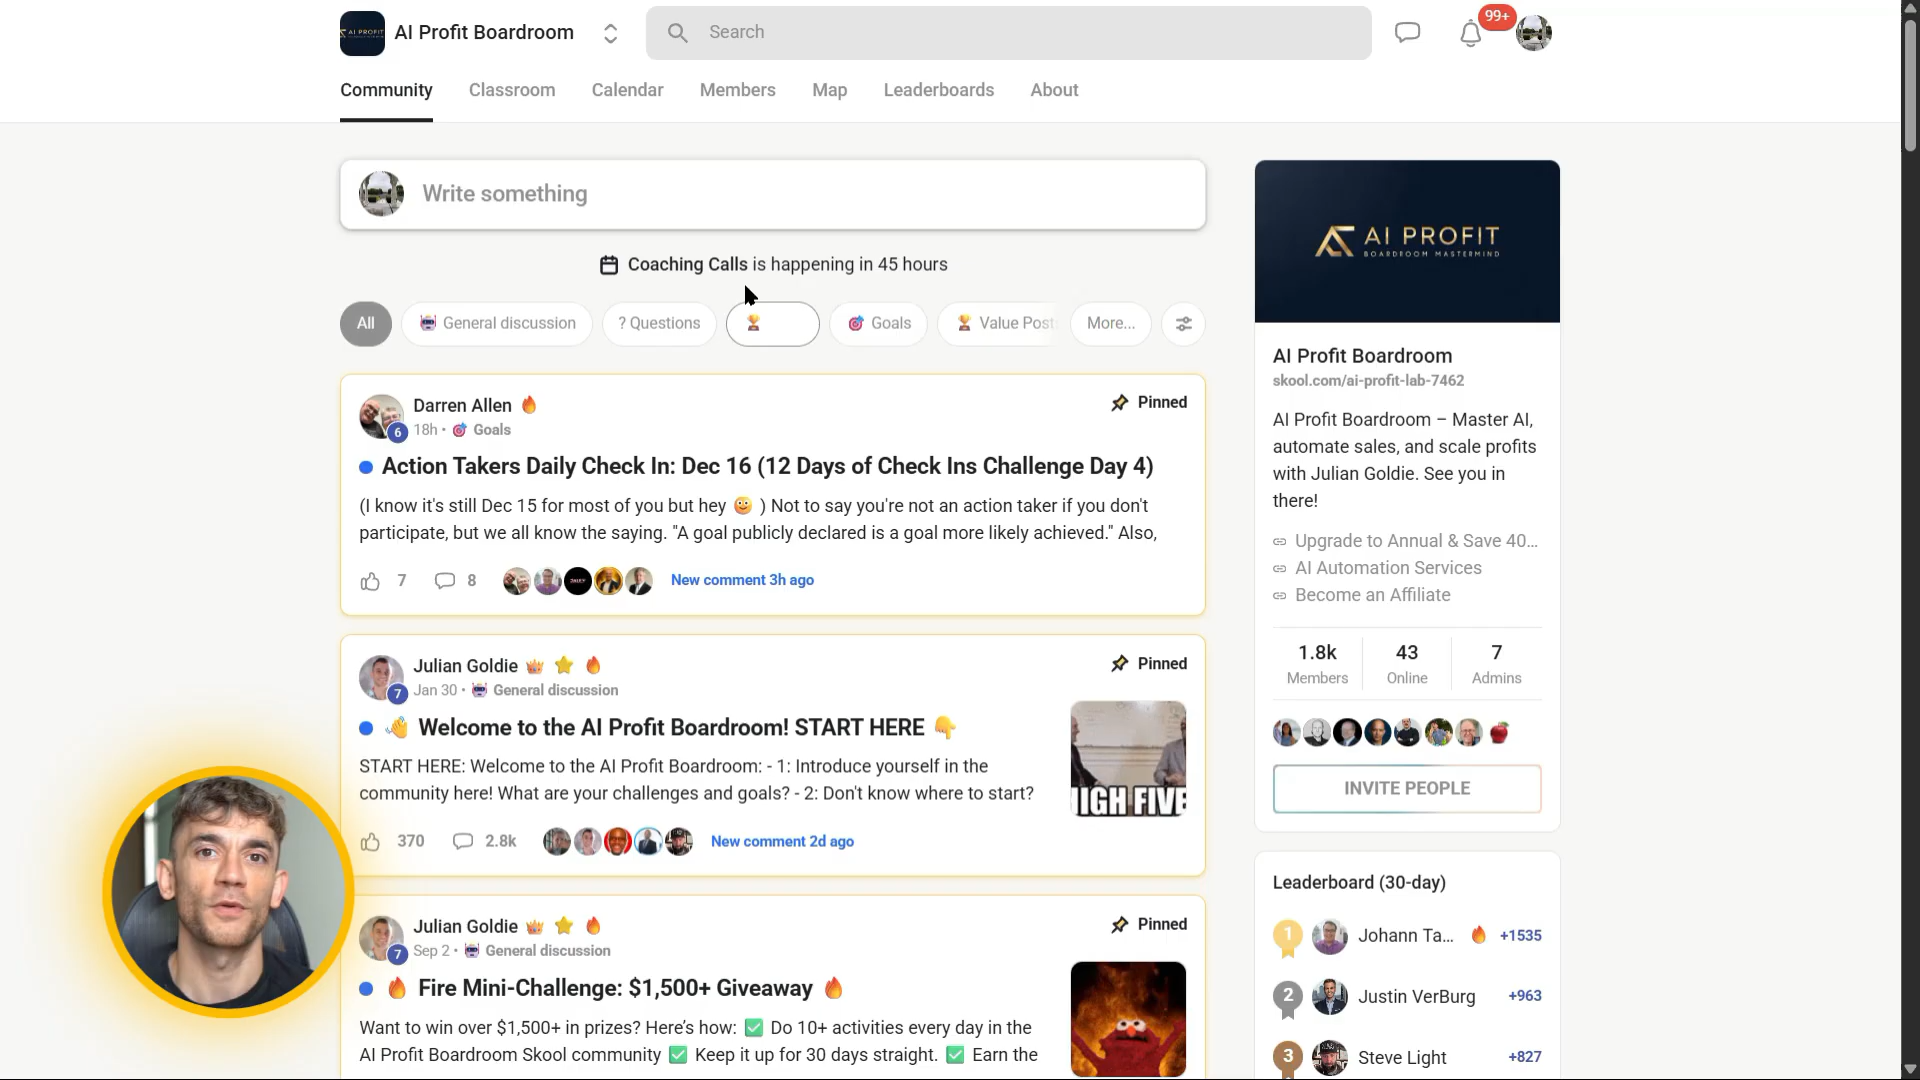 AI PROFIT
AI Profit Boardroom
Search
99+
Community
Classroom
Calendar
Members
Map
Leaderboards
About
Write something
Coaching Calls is happening in 45 hours
All
General discussion
? Questions
Goals
Value Post
More...
Darren Allen
Pinned
6
18h • Goals
Action Takers Daily Check In: Dec 16 (12 Days of Check Ins Challenge Day 4)
(I know it's still Dec 15 for most of you but hey ) Not to say you're not an action taker if you don't
participate, but we all know the saying. "A goal publicly declared is a goal more likely achieved." Also,
7
8
New comment 3h ago
Julian Goldie
Pinned
7
Jan 30 • General discussion
Welcome to the AI Profit Boardroom! START HERE
START HERE: Welcome to the AI Profit Boardroom: - 1: Introduce yourself in the
community here! What are your challenges and goals? - 2: Don't know where to start?
HIGH FIVE
370
2.8k
New comment 2d ago
Julian Goldie
Pinned
7
Sep 2 • General discussion
Fire Mini-Challenge: $1,500+ Giveaway
Want to win over $1,500+ in prizes? Here’s how: ✅ Do 10+ activities every day in the
AI Profit Boardroom Skool community ✅ Keep it up for 30 days straight. ✅ Earn the
AI PROFIT
BOARDROOM MASTERMIND
AI Profit Boardroom
skool.com/ai-profit-lab-7462
AI Profit Boardroom – Master AI,
automate sales, and scale profits
with Julian Goldie. See you in
there!
Upgrade to Annual & Save 40...
AI Automation Services
Become an Affiliate
1.8k
43
7
Members
Online
Admins
INVITE PEOPLE
Leaderboard (30-day)
1
Johann Ta...
+1535
2
Justin VerBurg
+963
3
Steve Light
+827